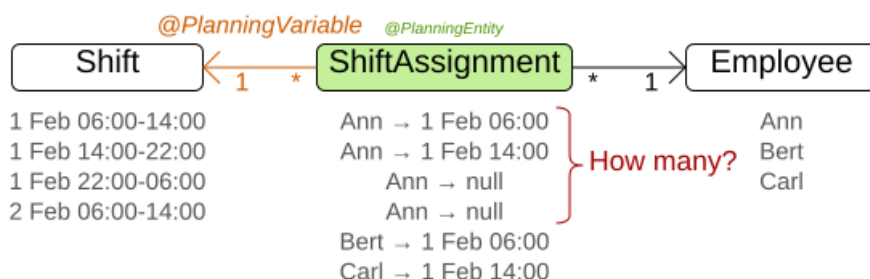 @PlanningVariable @PlanningEntity
Shift ShiftAssignment Employee
1 * * 1
1 Feb 06:00-14:00 Ann → 1 Feb 06:00 Ann
1 Feb 14:00-22:00 Ann → 1 Feb 14:00 Bert
How many?
1 Feb 22:00-06:00 Ann → null Carl
2 Feb 06:00-14:00 Ann → null
Bert → 1 Feb 06:00
Carl → 1 Feb 14:00